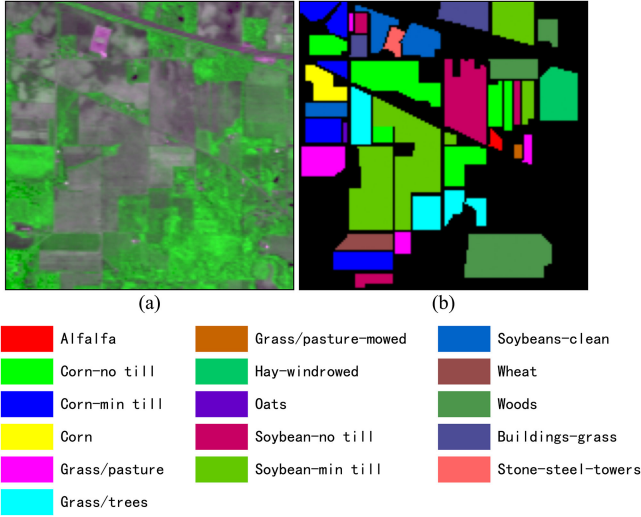 (a) (b)
Alfalfa Grass/pasture-mowed Soybeans-clean
Corn-no till Hay-windrowed Wheat
Corn-min till Oats Woods
Corn Soybean-no till Buildings-grass
Grass/pasture Soybean-min till Stone-steel-towers
Grass/trees